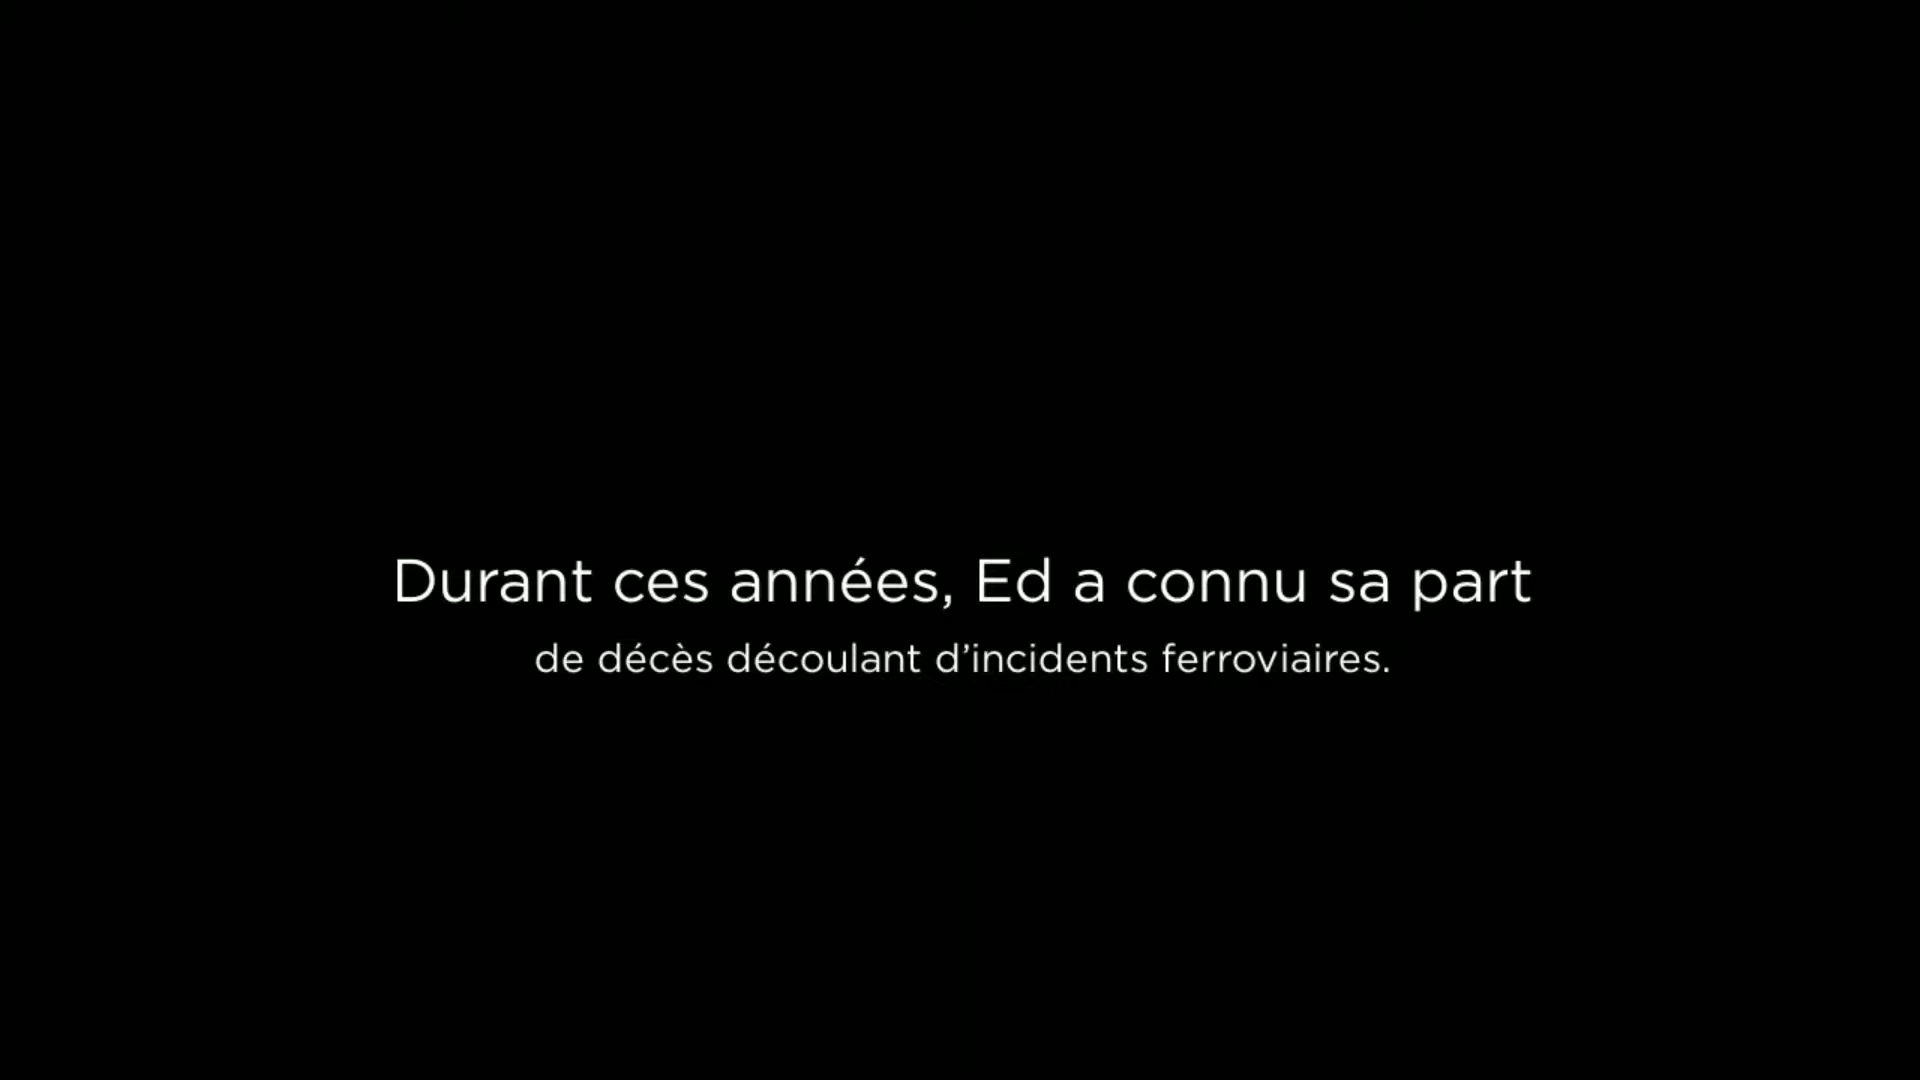 Durant ces années, Ed a connu sa part
de décès découlant d’incidents ferroviaires.